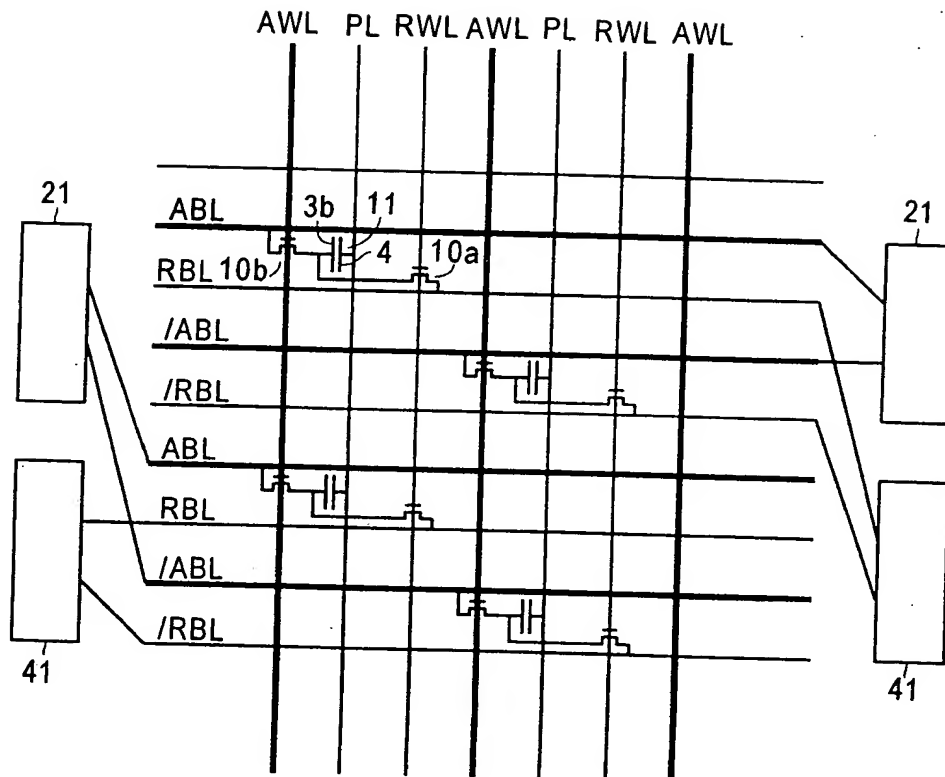 AWL PL RWL AWL PL RWL AWL
21
ABL
3b 11
21
4
10b
10a
RBL
/ABL
/RBL
ABL
RBL
/ABL
/RBL
41
41